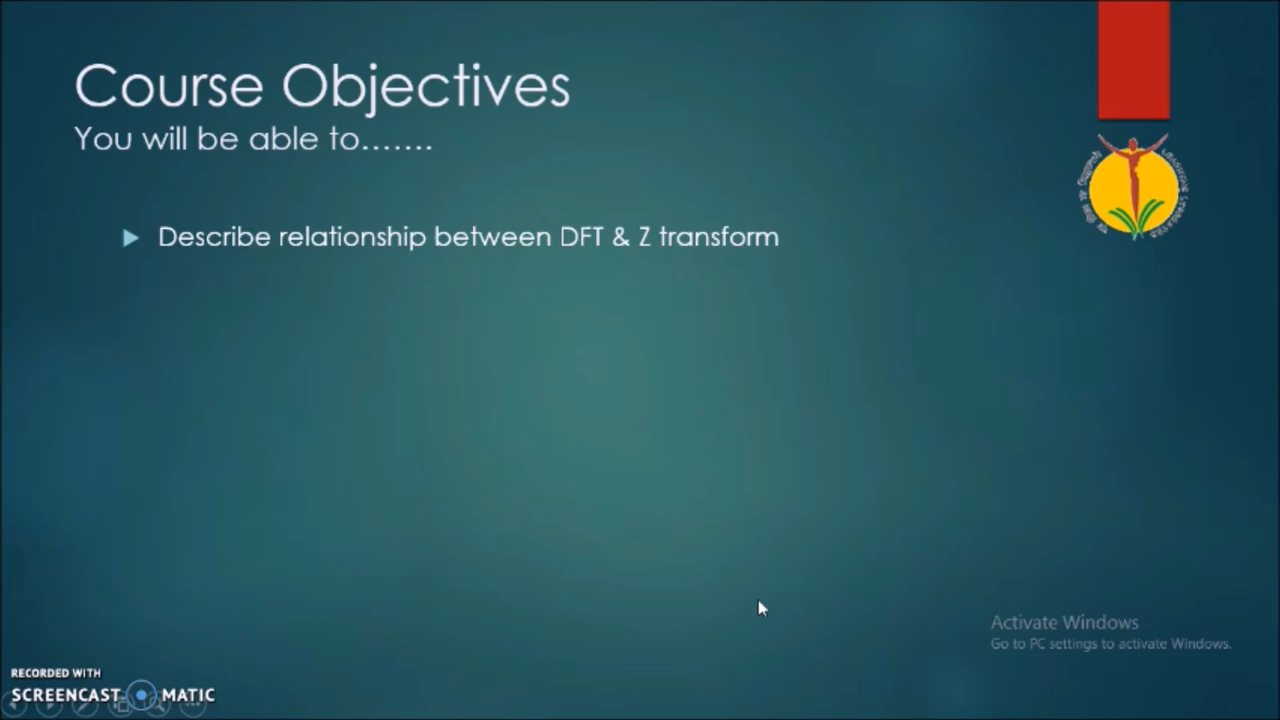 Course Objectives
You will be able to.......
Describe relationship between DFT & Z transform
Activate Windows
Go to PC settings to activate Windows.
RECORDED WITH
SCREENCAST MATIC